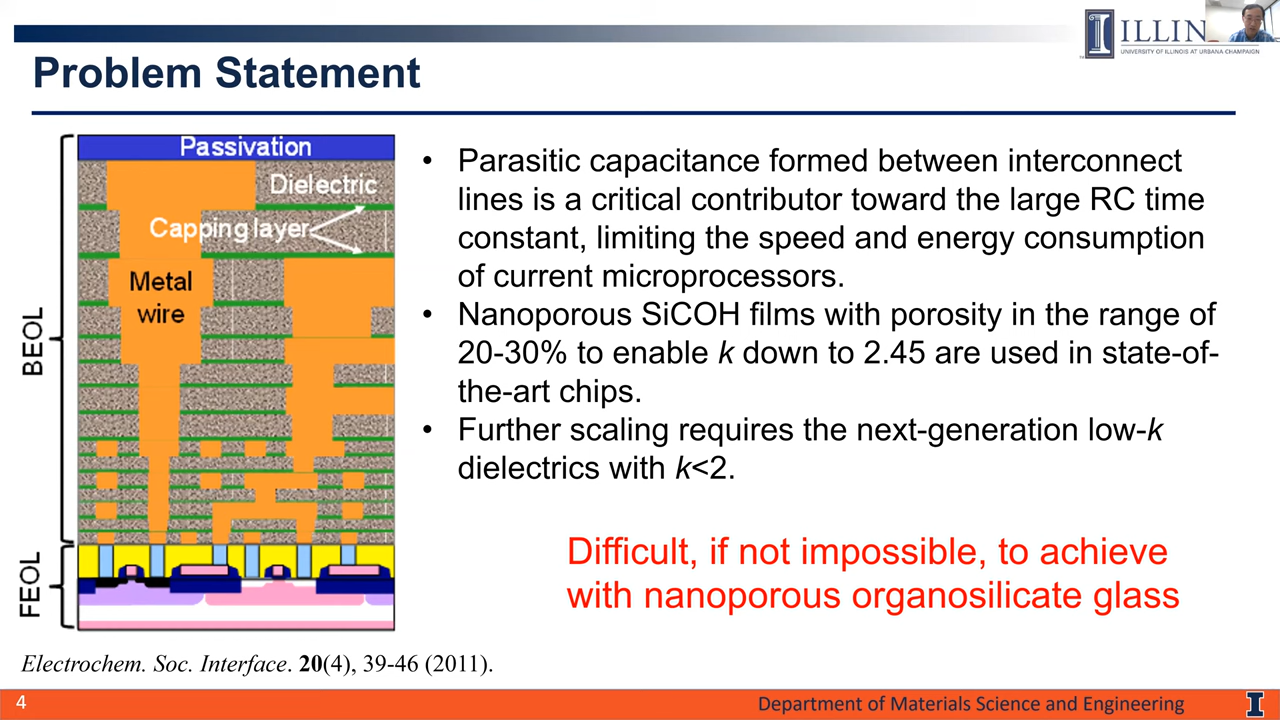 ILLIN
UNIVERSITY OF ILLINOIS AT URBANA CHAMPAIGN
Problem Statement
Passivation
Dielectric
Capping layer
Metal
wire
BEOL
FEOL
• Parasitic capacitance formed between interconnect
lines is a critical contributor toward the large RC time
constant, limiting the speed and energy consumption
of current microprocessors.
• Nanoporous SiCOH films with porosity in the range of
20-30% to enable k down to 2.45 are used in state-of-
the-art chips.
• Further scaling requires the next-generation low-k
dielectrics with k<2.
Difficult, if not impossible, to achieve
with nanoporous organosilicate glass
Electrochem. Soc. Interface. 20(4), 39-46 (2011).
4
Department of Materials Science and Engineering